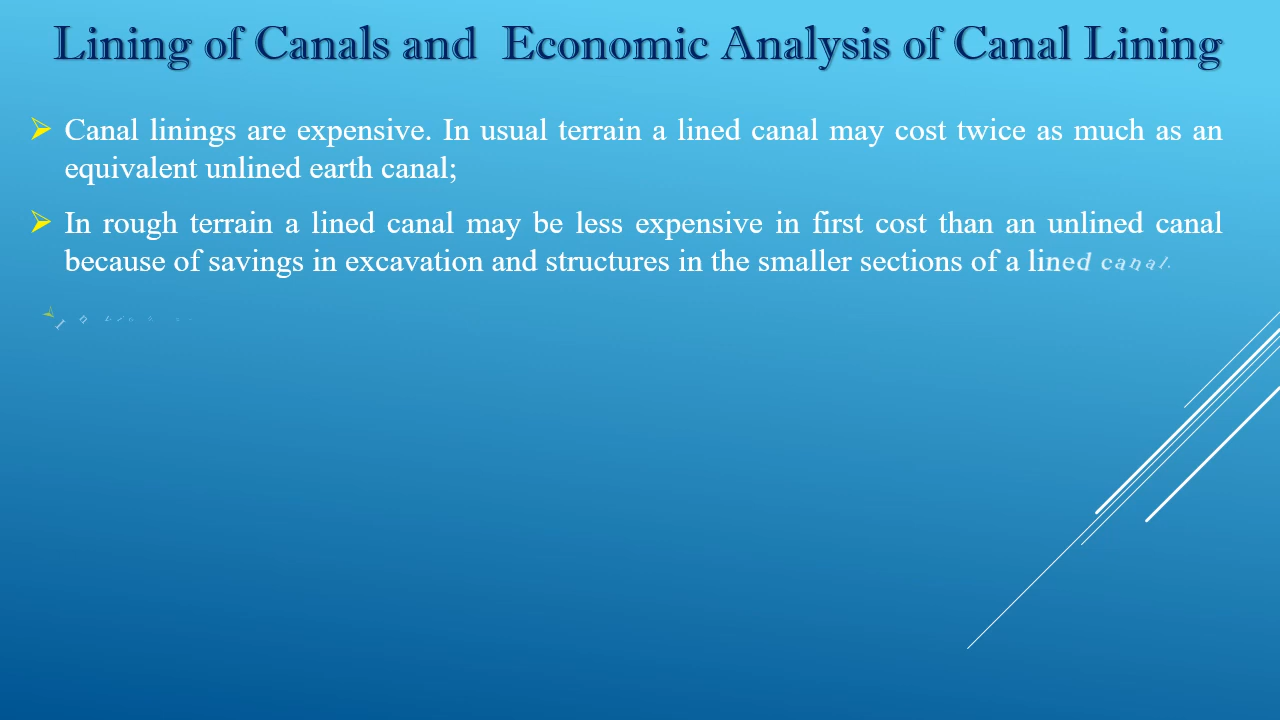 Lining of Canals and Economic Analysis of Canal Lining
Canal linings are expensive. In usual terrain a lined canal may cost twice as much as an
equivalent unlined earth canal;
In rough terrain a lined canal may be less expensive in first cost than an unlined canal
because of savings in excavation and structures in the smaller sections of a lined canal.
In